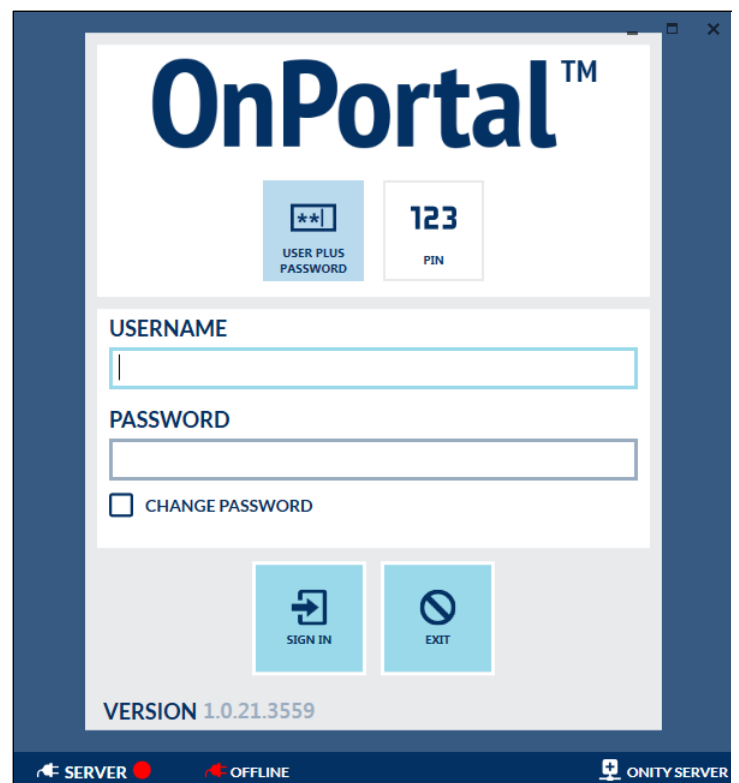 OnPortal™
**|
USER PLUS
PASSWORD
123
PIN
USERNAME
PASSWORD
CHANGE PASSWORD
SIGN IN
EXIT
VERSION 1.0.21.3559
SERVER OFFLINE ONITY SERVER